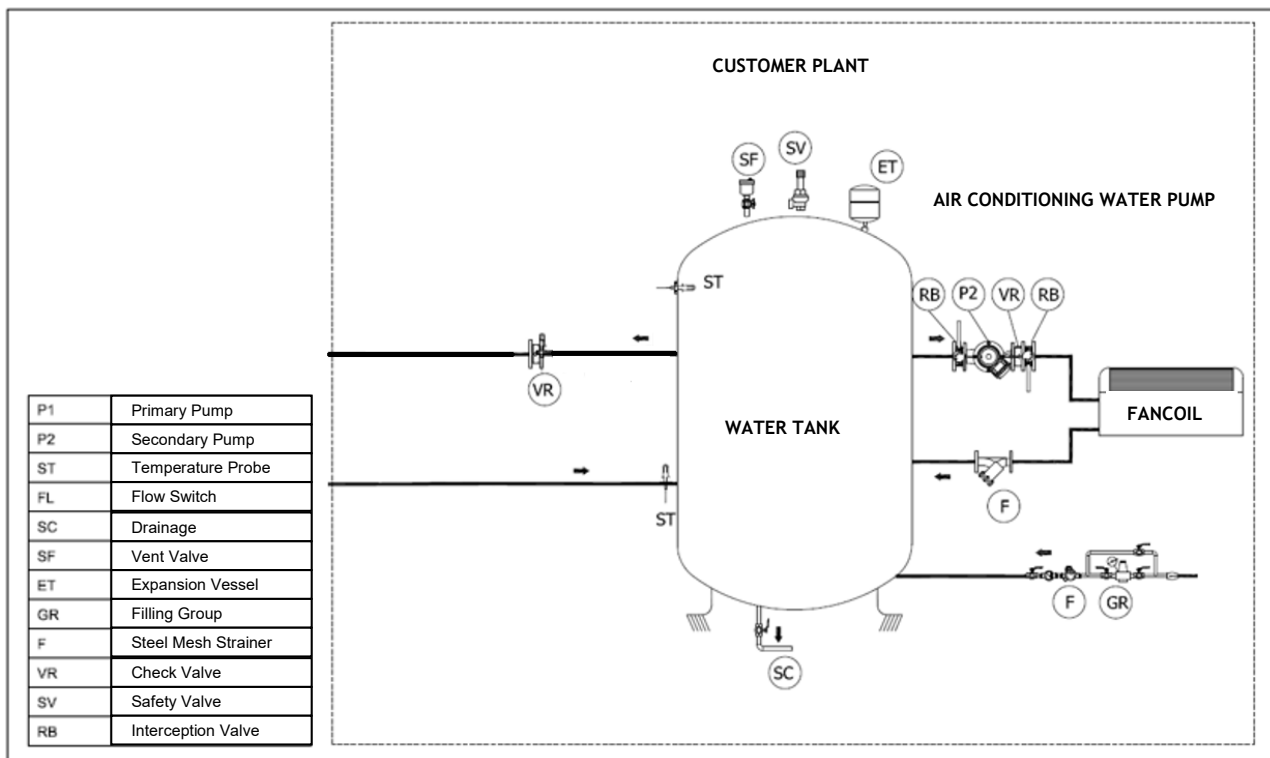 CUSTOMER PLANT
SF
SV
ET
AIR CONDITIONING WATER PUMP
ST
RB
P2
VR
RB
VR
FANCOIL
WATER TANK
ST
F
F
GR
SC
P1 Primary Pump
P2 Secondary Pump
ST Temperature Probe
FL Flow Switch
SC Drainage
SF Vent Valve
ET Expansion Vessel
GR Filling Group
F Steel Mesh Strainer
VR Check Valve
SV Safety Valve
RB Interception Valve